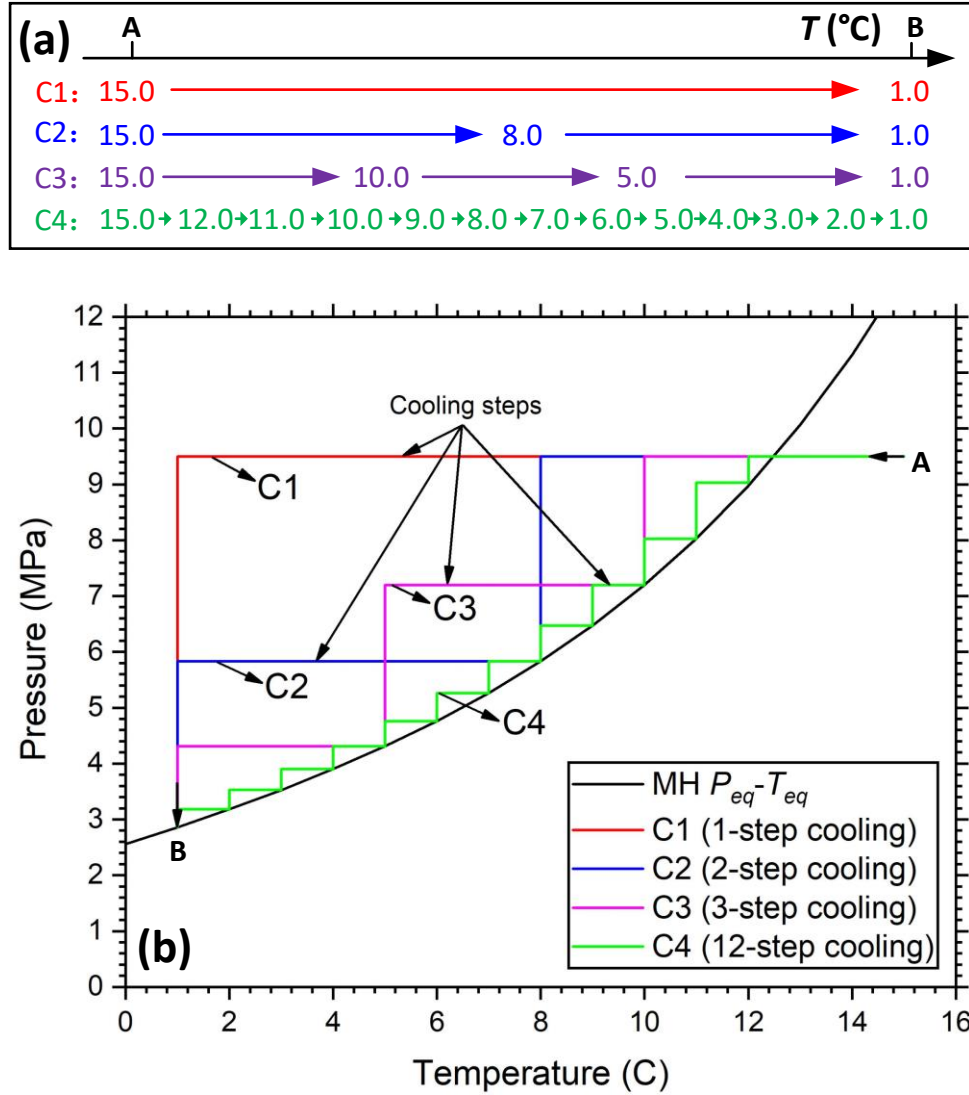 (a) A T (°C) B
C1: 15.0 1.0
C2: 15.0 8.0 1.0
C3: 15.0 10.0 5.0 1.0
C4: 15.0 12.0 11.0 10.0 9.0 8.0 7.0 6.0 5.0 4.0 3.0 2.0 1.0
12
11
10
9
8
7
6
5
4
3
2
1
0
Pressure (MPa)
Cooling steps
A
C1
C3
C2
C4
B
MH Peq-Teq
C1 (1-step cooling)
C2 (2-step cooling)
C3 (3-step cooling)
C4 (12-step cooling)
(b)
0 2 4 6 8 10 12 14 16
Temperature (C)